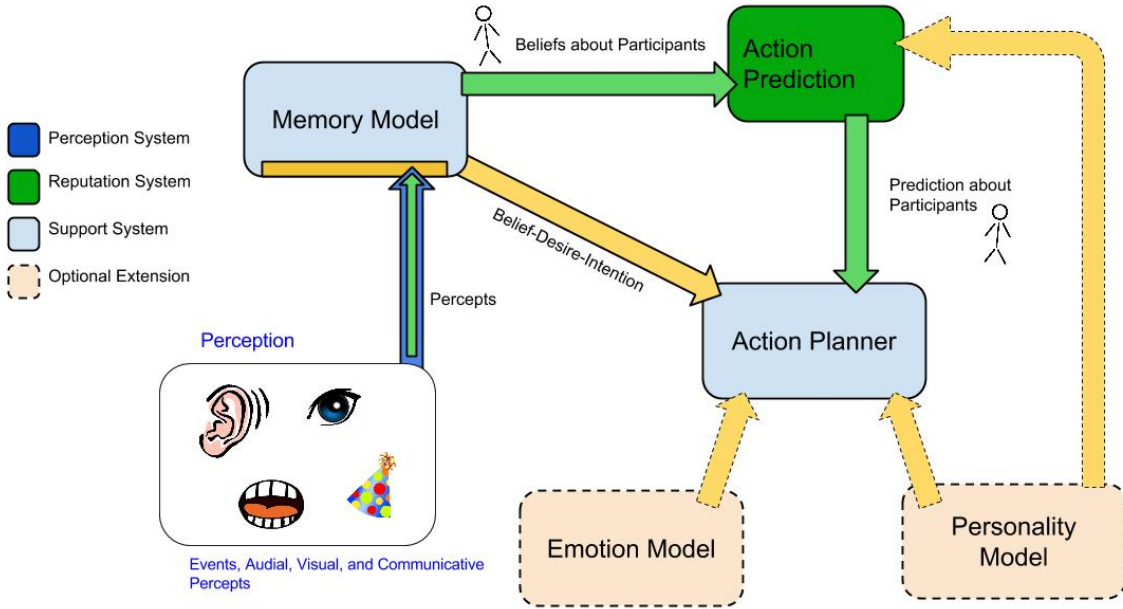 Beliefs about Participants
Action
Prediction
Memory Model
Perception System
Reputation System
Support System
Optional Extension
Prediction about
Participants
Belief-Desire-Intention
Percepts
Perception
Action Planner
Events, Audial, Visual, and Communicative
Percepts
Emotion Model
Personality
Model